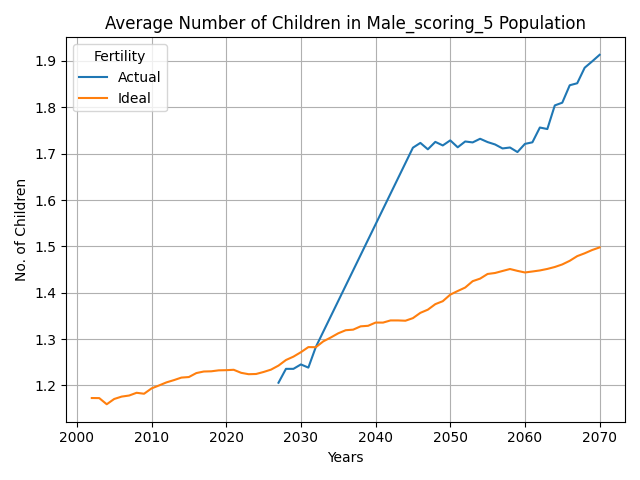 Average Number of Children in Male_scoring_5 Population
Fertility
Actual
Ideal
No. of Children
1.9
1.8
1.7
1.6
1.5
1.4
1.3
1.2
2000 2010 2020 2030 2040 2050 2060 2070
Years